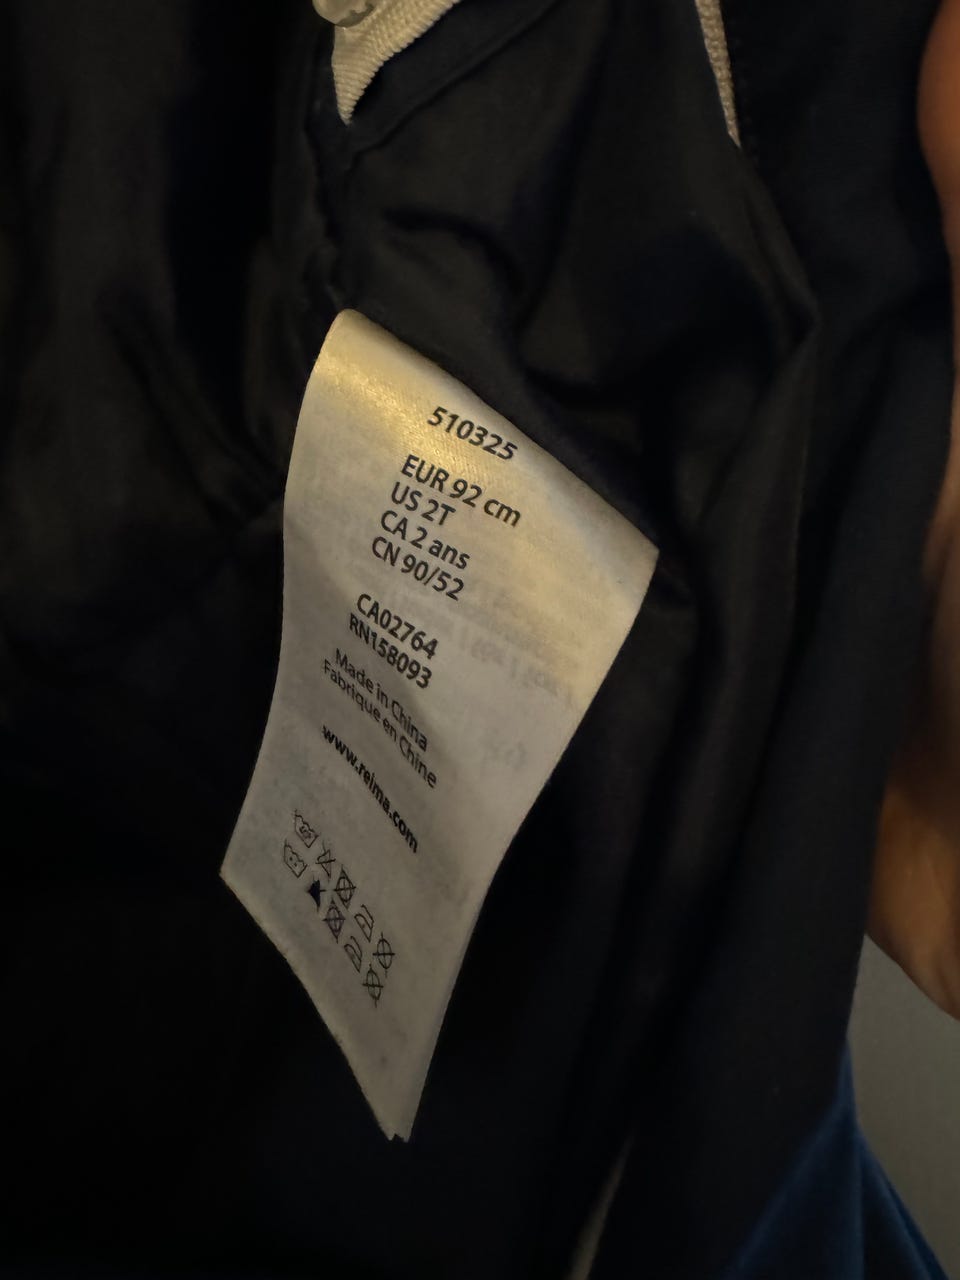 510325
EUR 92 cm
US 2T
CA 2 ans
CN 90/52
CA02764
RN158093
Made in China
Fabrique en Chine
www.reima.com